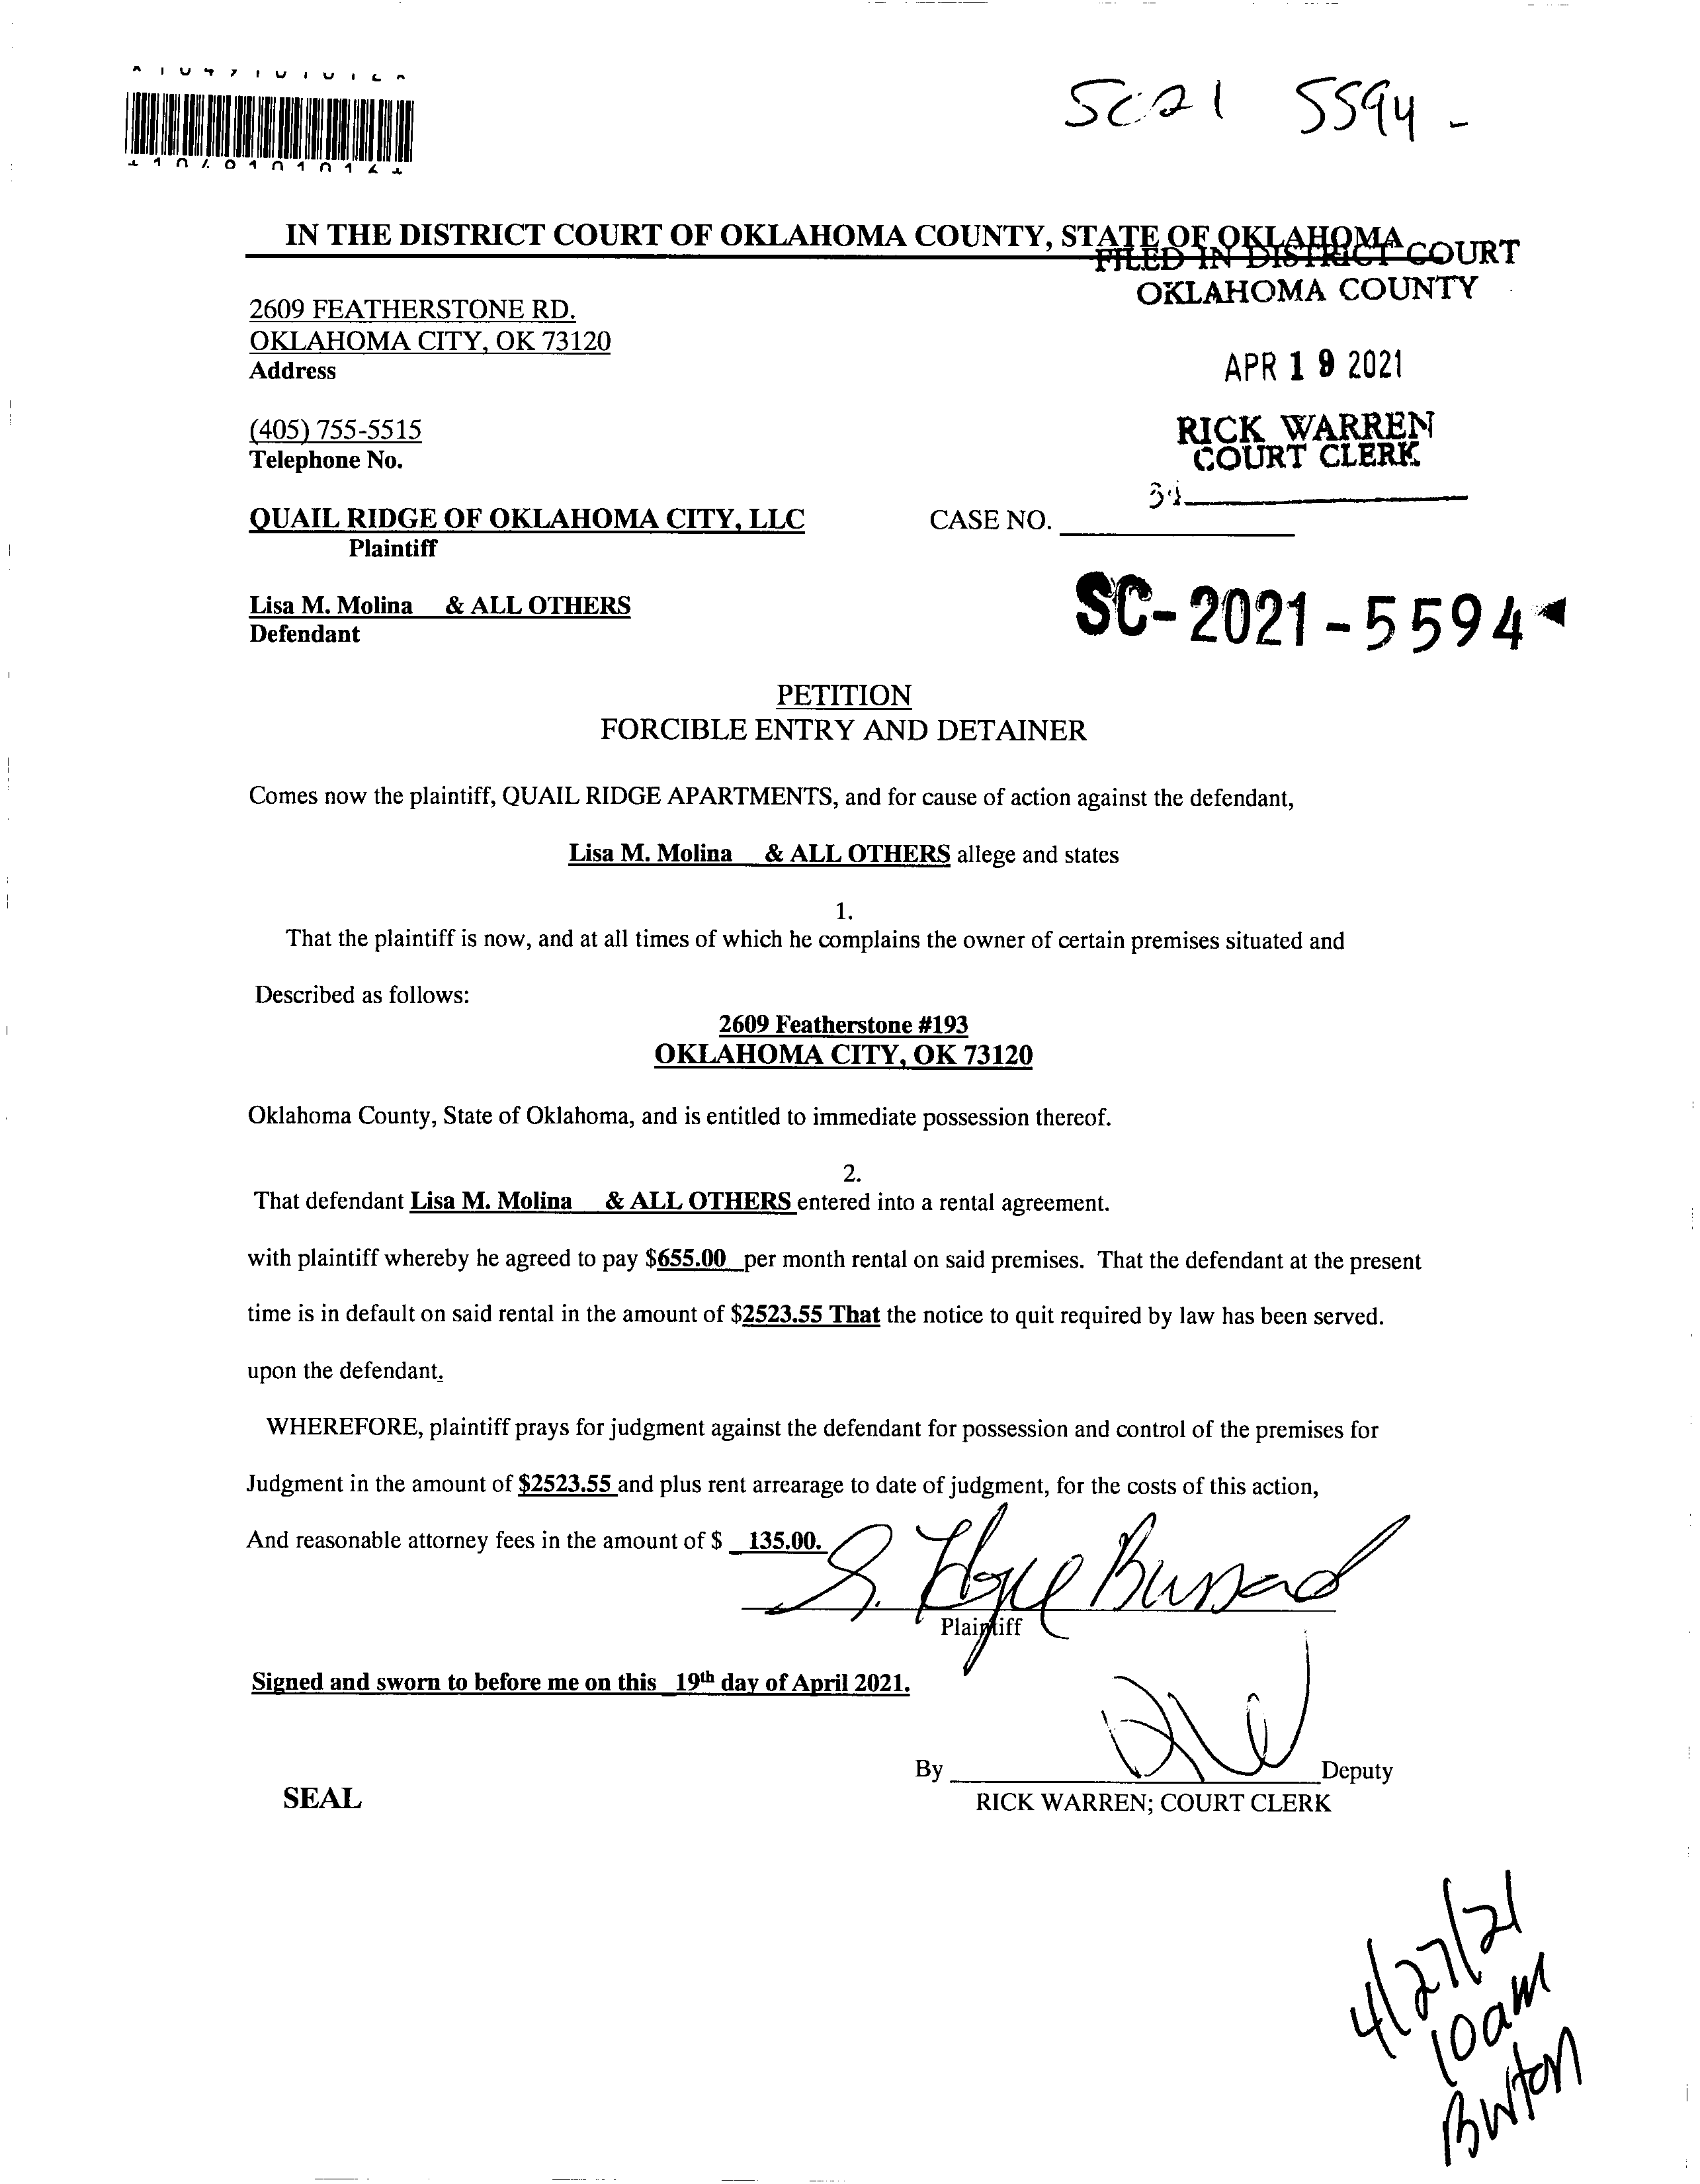 SC21 5594-
IN THE DISTRICT COURT OF OKLAHOMA COUNTY, STATE OF OKLAHOMA
FILED IN DISTRICT COURT
OKLAHOMA COUNTY
2609 FEATHERSTONE RD.
OKLAHOMA CITY, OK 73120
Address
APR 19 2021
(405) 755-5515
Telephone No.
RICK WARREN
COURT CLERK
QUAIL RIDGE OF OKLAHOMA CITY, LLC
Plaintiff
CASE NO.
Lisa M. Molina & ALL OTHERS
Defendant
SC-2021-5594
PETITION
FORCIBLE ENTRY AND DETAINER
Comes now the plaintiff, QUAIL RIDGE APARTMENTS, and for cause of action against the defendant,
Lisa M. Molina & ALL OTHERS allege and states
1.
That the plaintiff is now, and at all times of which he complains the owner of certain premises situated and
Described as follows:
2609 Featherstone #193
OKLAHOMA CITY, OK 73120
Oklahoma County, State of Oklahoma, and is entitled to immediate possession thereof.
2.
That defendant Lisa M. Molina & ALL OTHERS entered into a rental agreement.
with plaintiff whereby he agreed to pay $655.00 per month rental on said premises. That the defendant at the present
time is in default on said rental in the amount of $2523.55 That the notice to quit required by law has been served.
upon the defendant.
WHEREFORE, plaintiff prays for judgment against the defendant for possession and control of the premises for
Judgment in the amount of $2523.55 and plus rent arrearage to date of judgment, for the costs of this action,
And reasonable attorney fees in the amount of $ 135.00.
Plaintiff
Signed and sworn to before me on this 19th day of April 2021.
By Deputy
SEAL
RICK WARREN; COURT CLERK
4/27/21
10am
Burton